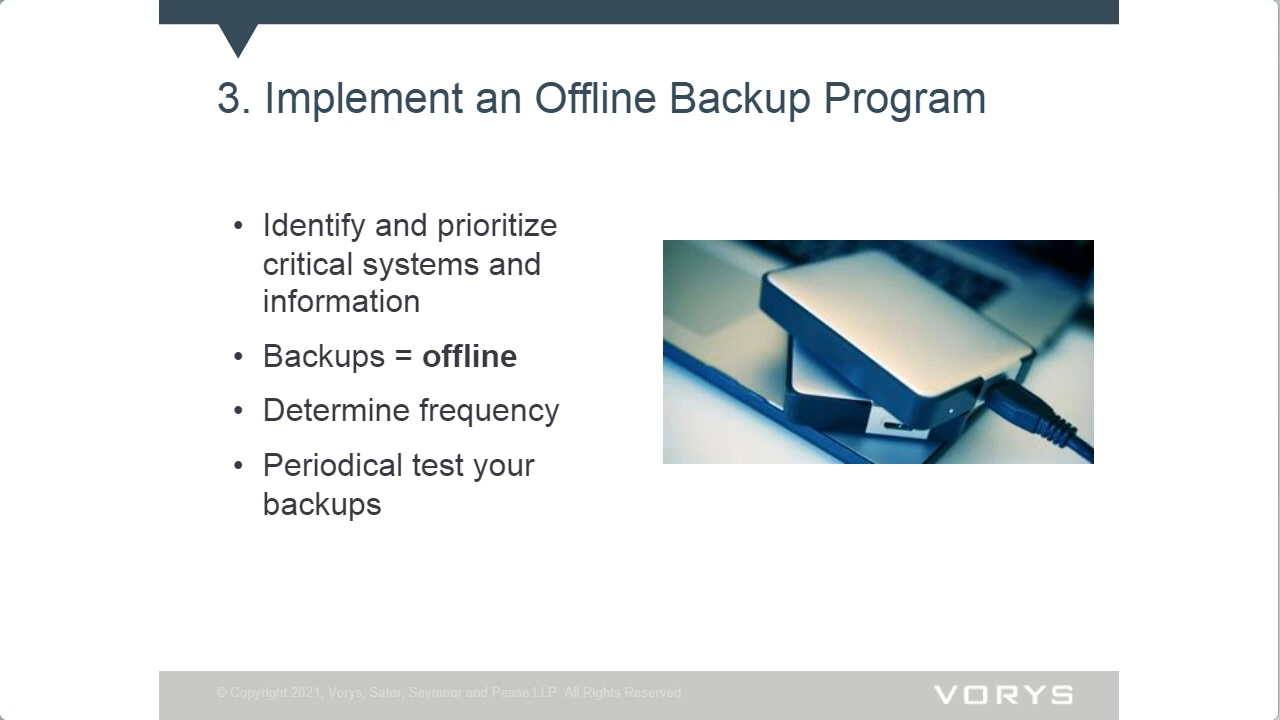 3. Implement an Offline Backup Program
• Identify and prioritize
critical systems and
information
• Backups = offline
• Determine frequency
• Periodical test your
backups
© Copyright 2021, Vorys, Sater, Seymour and Pease LLP. All Rights Reserved.
VORYS